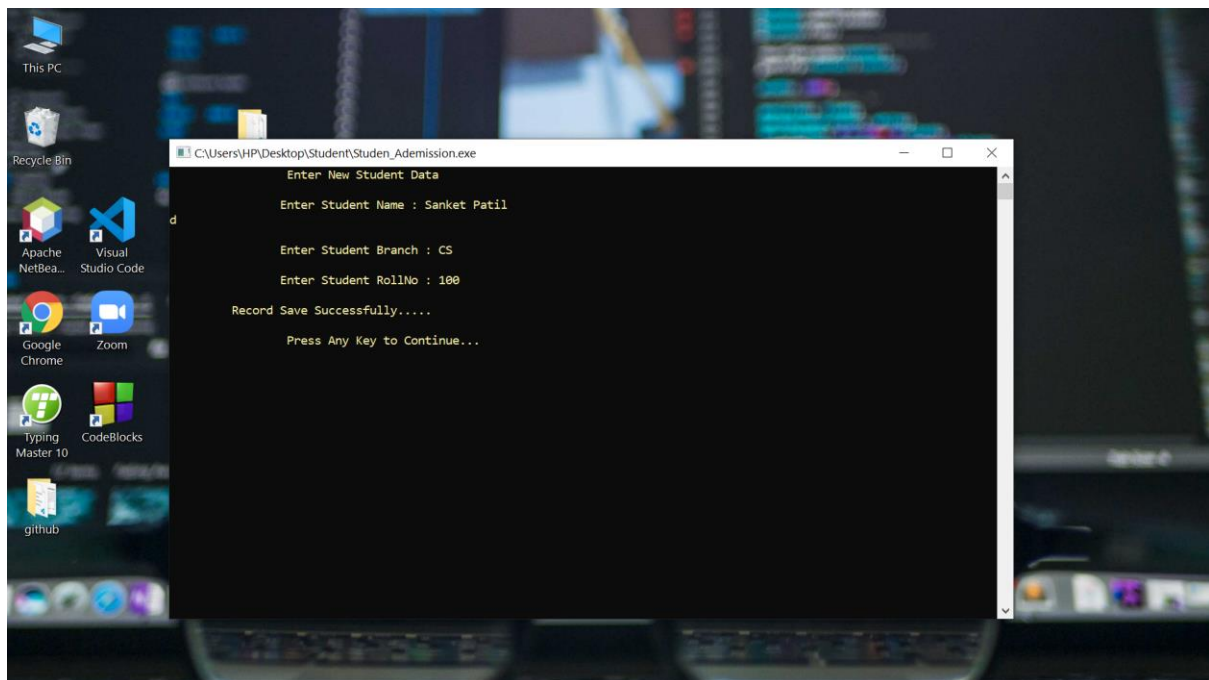 This PC
Recycle Bin
Apache
NetBea...
Visual
Studio Code
Google
Chrome
Zoom
Typing
Master 10
CodeBlocks
github
C:\Users\HP\Desktop\Student\Studen_Ademission.exe
Enter New Student Data
Enter Student Name : Sanket Patil
d
Enter Student Branch : CS
Enter Student RollNo : 100
Record Save Successfully.....
Press Any Key to Continue...